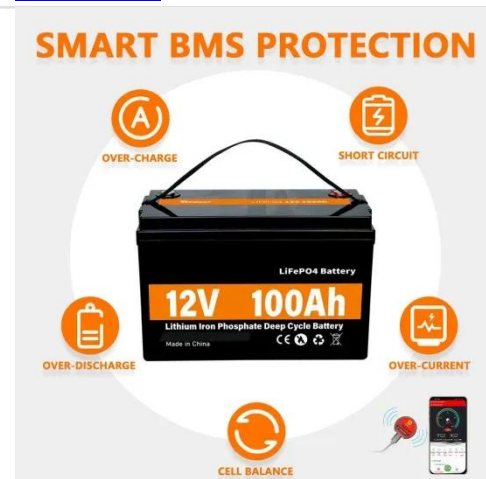 SMART BMS PROTECTION
OVER-CHARGE
SHORT CIRCUIT
LiFePO4 Battery
12V 100Ah
Lithium Iron Phosphate Deep Cycle Battery
Made in China
CE
OVER-DISCHARGE
OVER-CURRENT
CELL BALANCE